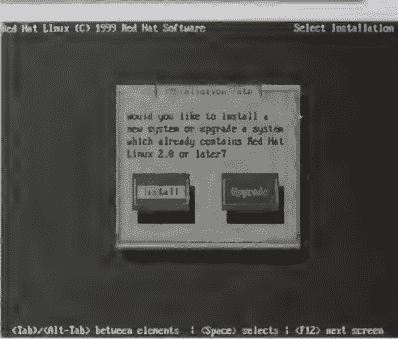 Red Hat Linux (C) 1999 Red Hat Software Select Installation
Installation Path
Would you like to install a
new system or upgrade a system
which already contains Red Hat
Linux 2.0 or later?
Install Upgrade
<Tab>/<Alt-Tab> between elements | <Space> selects | <F12> next screen